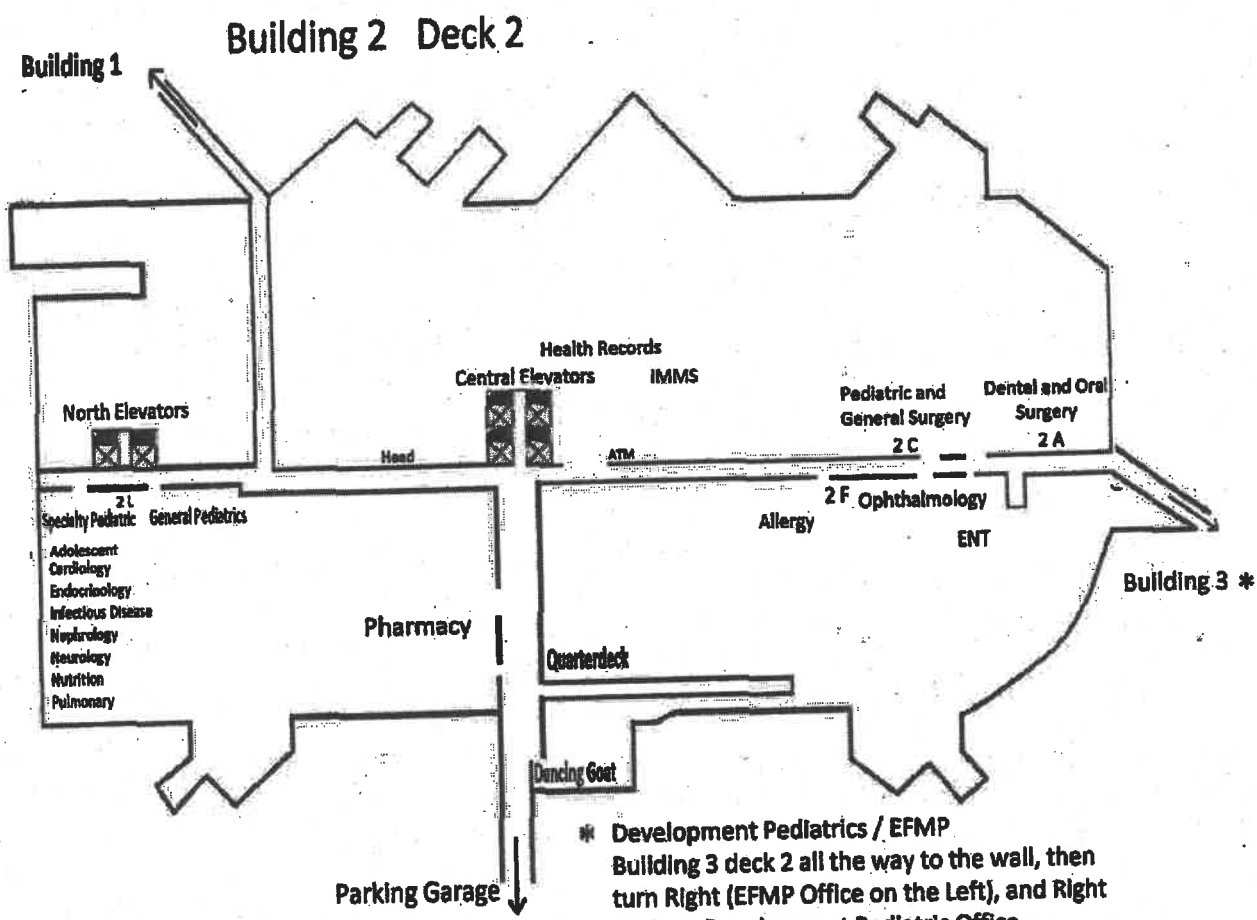 Building 2 Deck 2
Building 1
Health Records
Central Elevators IMMS
North Elevators
Pediatric and
General Surgery
2 C
Dental and Oral
Surgery
2 A
Head
ATM
2 L
Specialty Pediatric General Pediatrics
Adolescent
Cardiology
Endocrinology
Infectious Disease
Nephrology
Neurology
Nutrition
Pulmonary
2 F Ophthalmology
Allergy
ENT
Building 3 *
Pharmacy
Quarterdeck
Dancing Goat
Parking Garage
* Development Pediatrics / EFMP
Building 3 deck 2 all the way to the wall, then
turn Right (EFMP Office on the Left), and Right
Development Pediatric Office